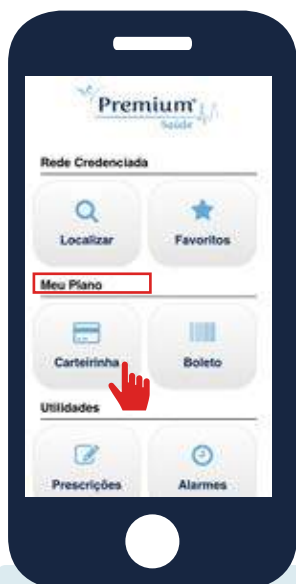 Premium
Saúde
Rede Credenciada
Localizar
Favoritos
Meu Plano
Carteirinha
Boleto
Utilidades
Prescrições
Alarmes